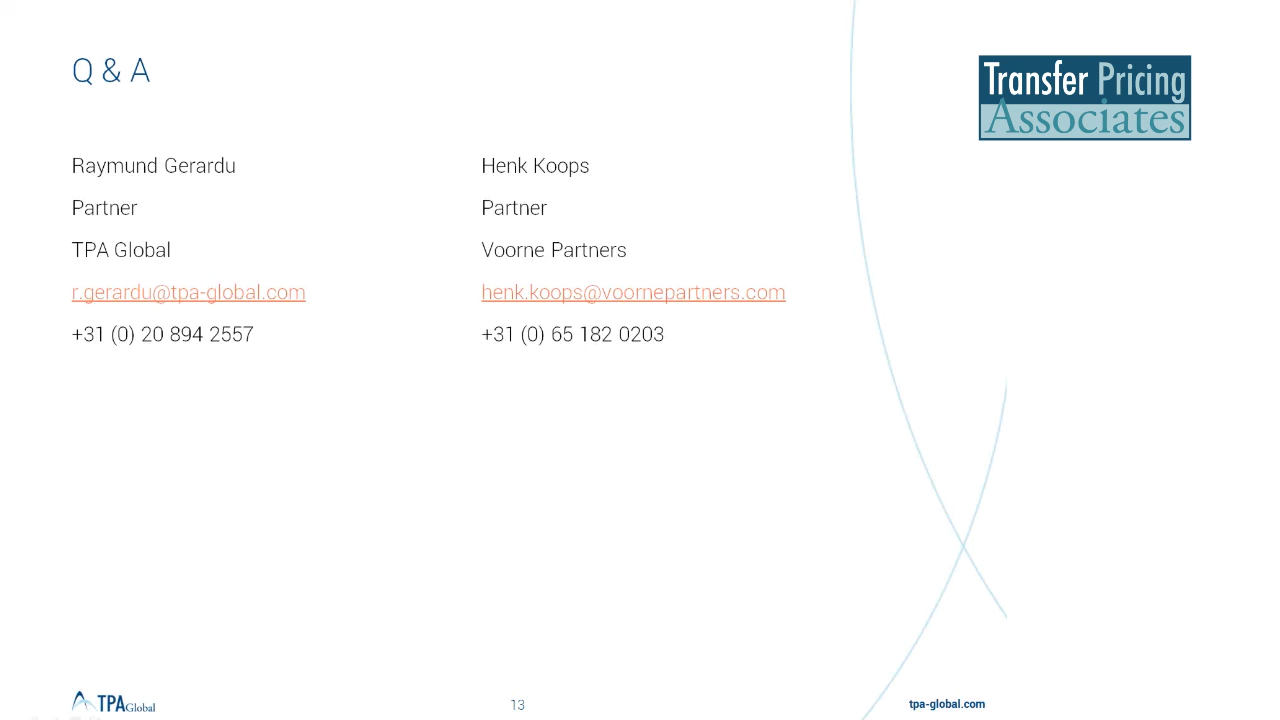 Q & A
Transfer Pricing
Associates
Raymund Gerardu
Partner
TPA Global
r.gerardu@tpa-global.com
+31 (0) 20 894 2557
Henk Koops
Partner
Voorne Partners
henk.koops@voornepartners.com
+31 (0) 65 182 0203
TPA Global
13
tpa-global.com